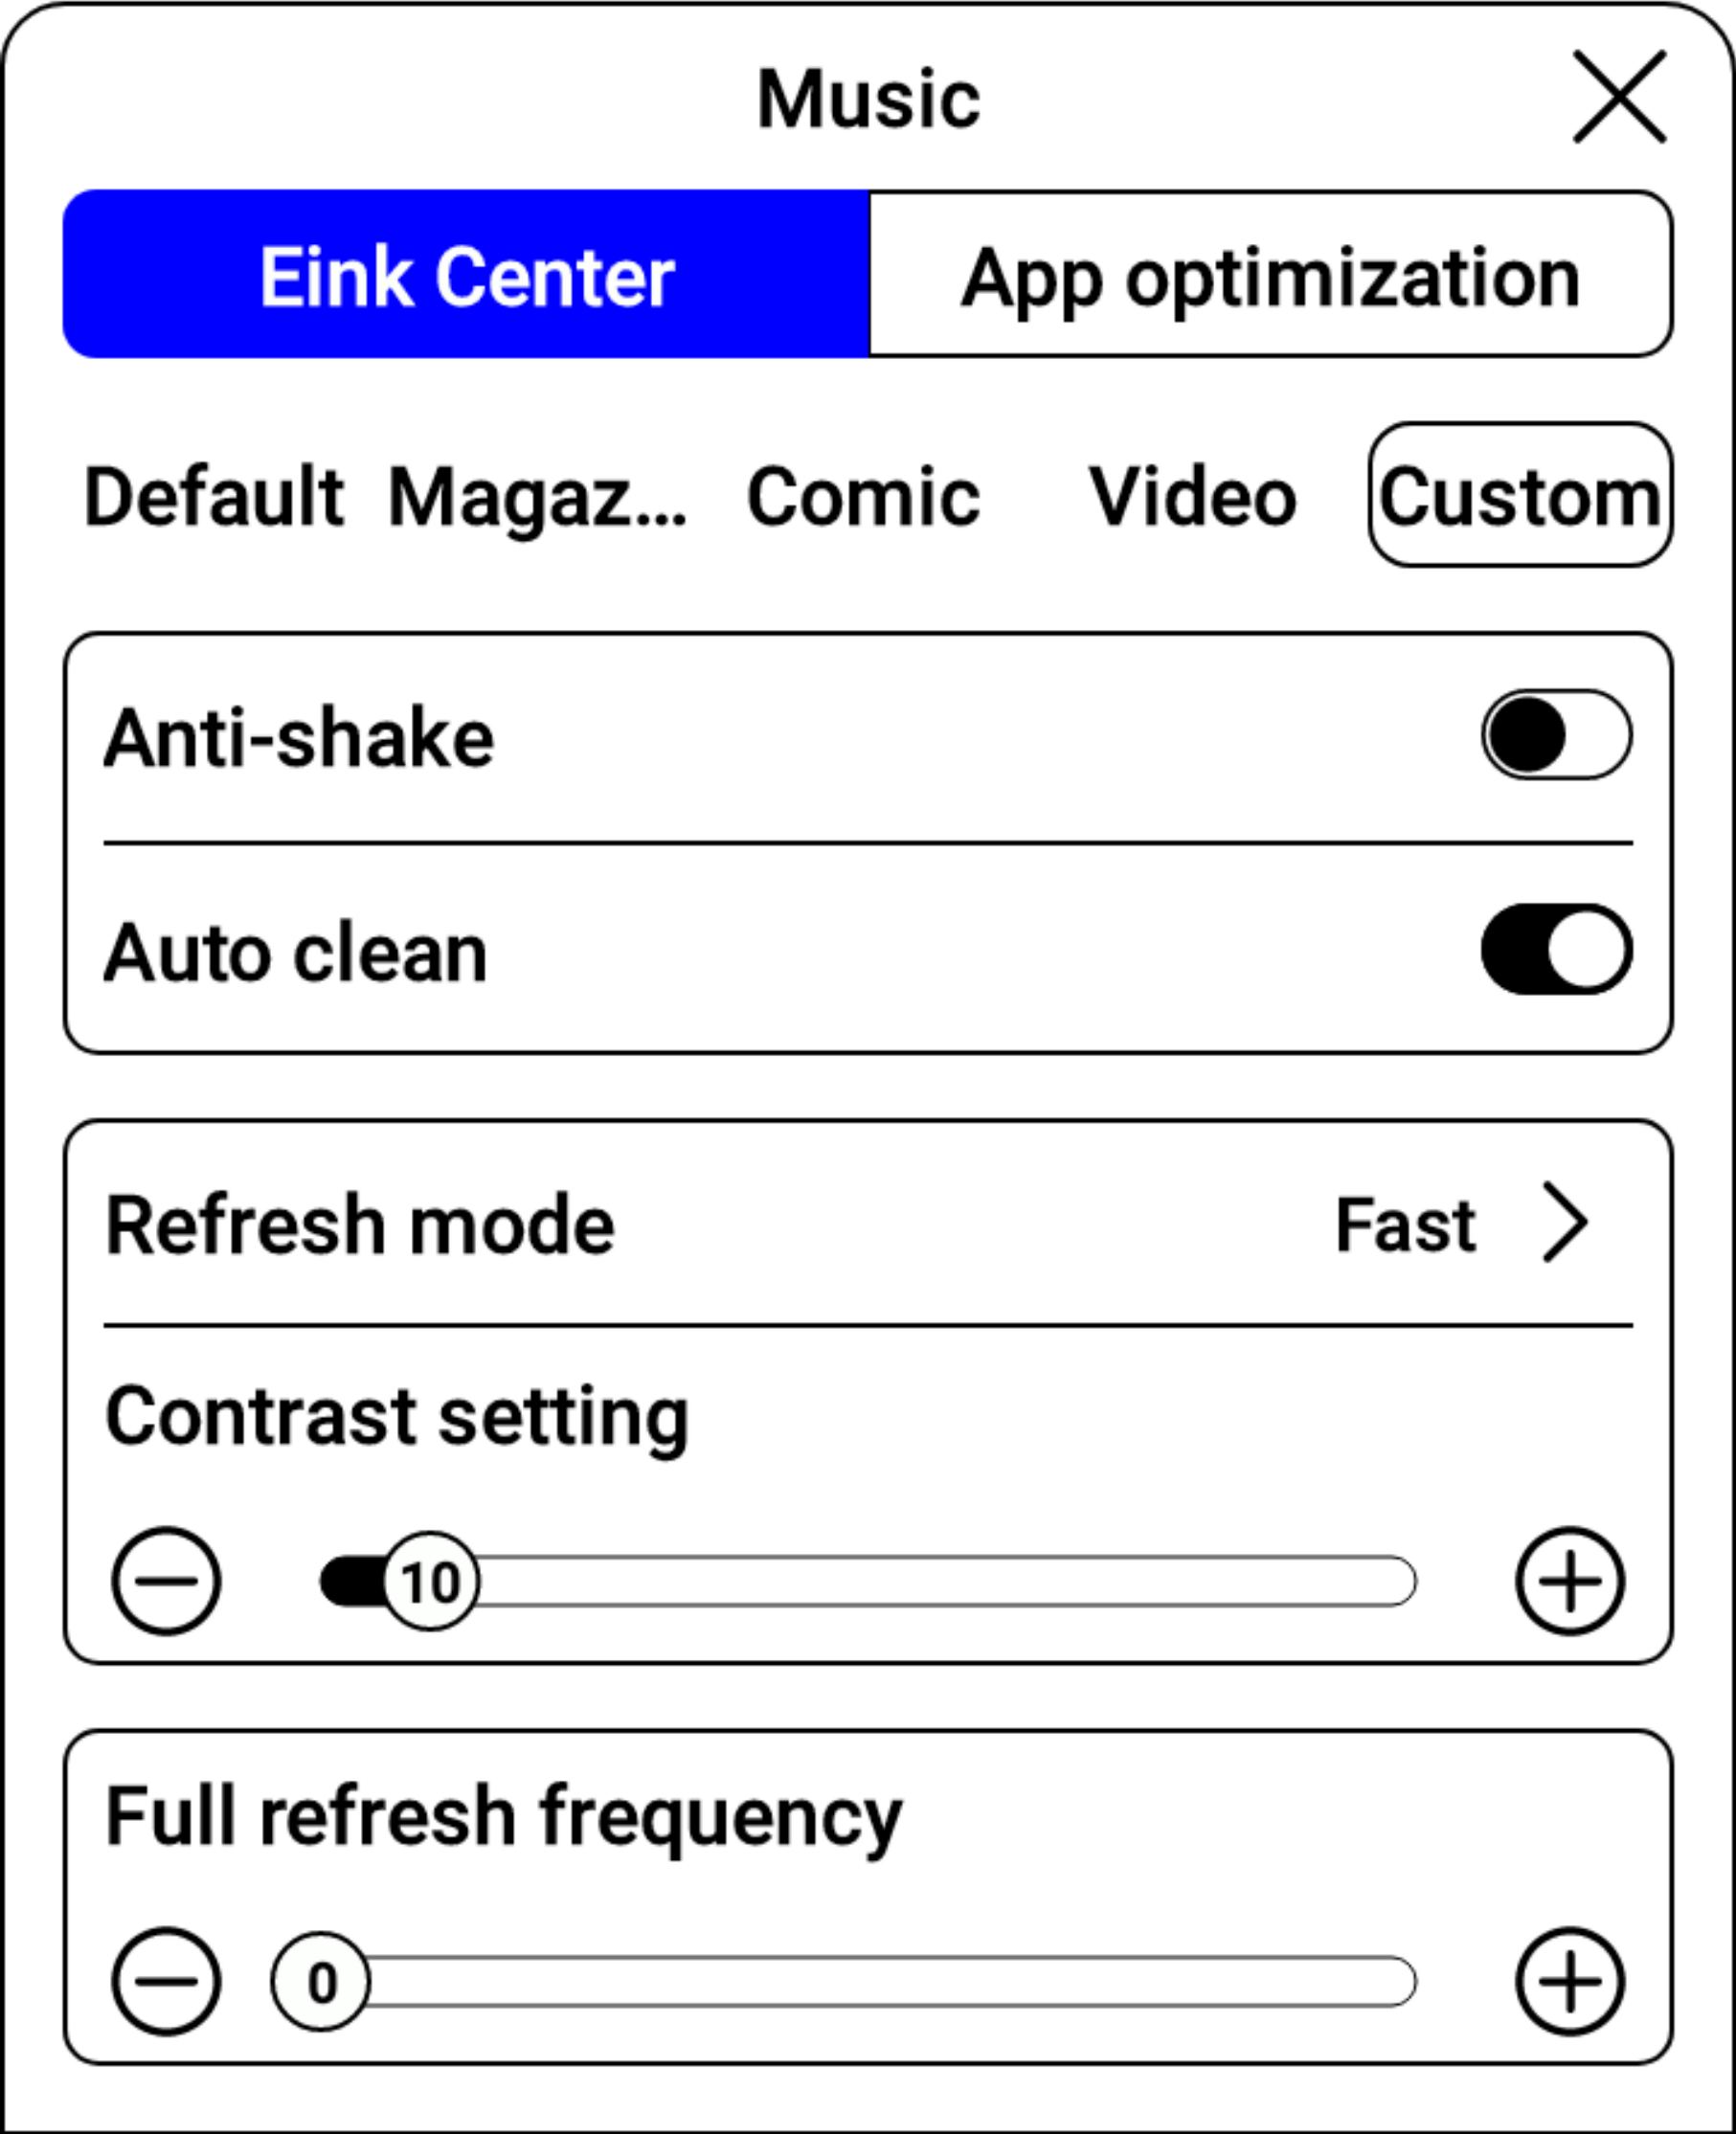 Music
Eink Center App optimization
Default Magaz... Comic Video Custom
Anti-shake
Auto clean
Refresh mode Fast
Contrast setting
10
Full refresh frequency
0